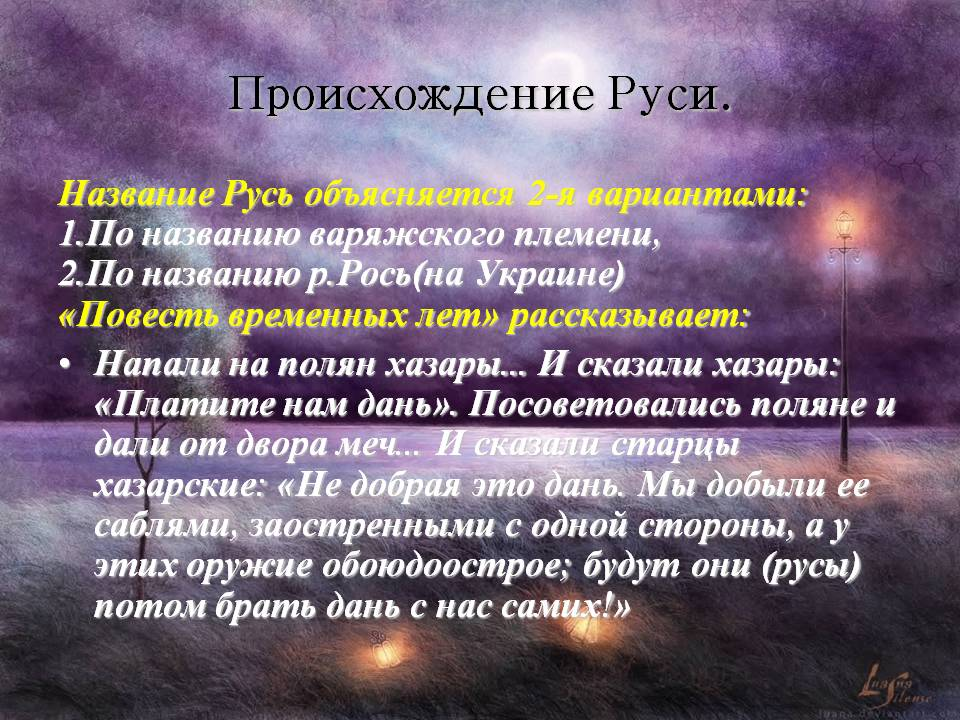 Происхождение Руси.
Название Русь объясняется 2-я вариантами:
1.По названию варяжского племени,
2.По названию р.Рось(на Украине)
«Повесть временных лет» рассказывает:
• Напали на полян хазары... И сказали хазары:
«Платите нам дань». Посоветовались поляне и
дали от двора меч... И сказали старцы
хазарские: «Не добрая это дань. Мы добыли ее
саблями, заостренными с одной стороны, а у
этих оружие обоюдоострое; будут они (русы)
потом брать дань с нас самих!»